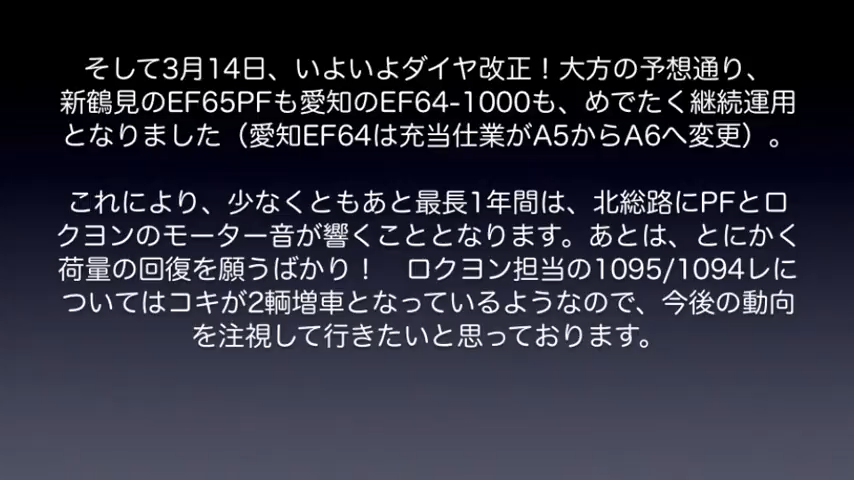 そして3月14日、いよいよダイヤ改正！大方の予想通り、
新鶴見のEF65PFも愛知のEF64-1000も、めでたく継続運用
となりました（愛知EF64は充当仕業がA5からA6へ変更）。
これにより、少なくともあと最長1年間は、北総路にPFとロ
クヨンのモーター音が響くこととなります。あとは、とにかく
荷量の回復を願うばかり！　ロクヨン担当の1095/1094レに
ついてはコキが2輌増車となっているようなので、今後の動向
を注視して行きたいと思っております。